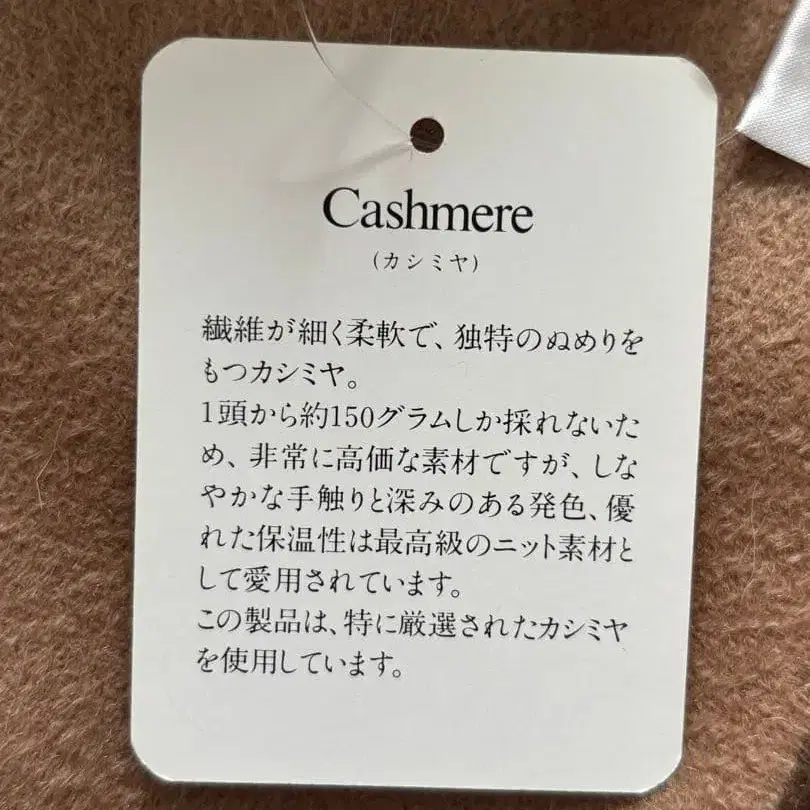 Cashmere
(カシミヤ)
繊維が細く柔軟で、独特のぬめりを
もつカシミヤ。
1頭から約150グラムしか採れないた
め、非常に高価な素材ですが、しな
やかな手触りと深みのある発色、優
れた保温性は最高級のニット素材と
して愛用されています。
この製品は、特に厳選されたカシミヤ
を使用しています。